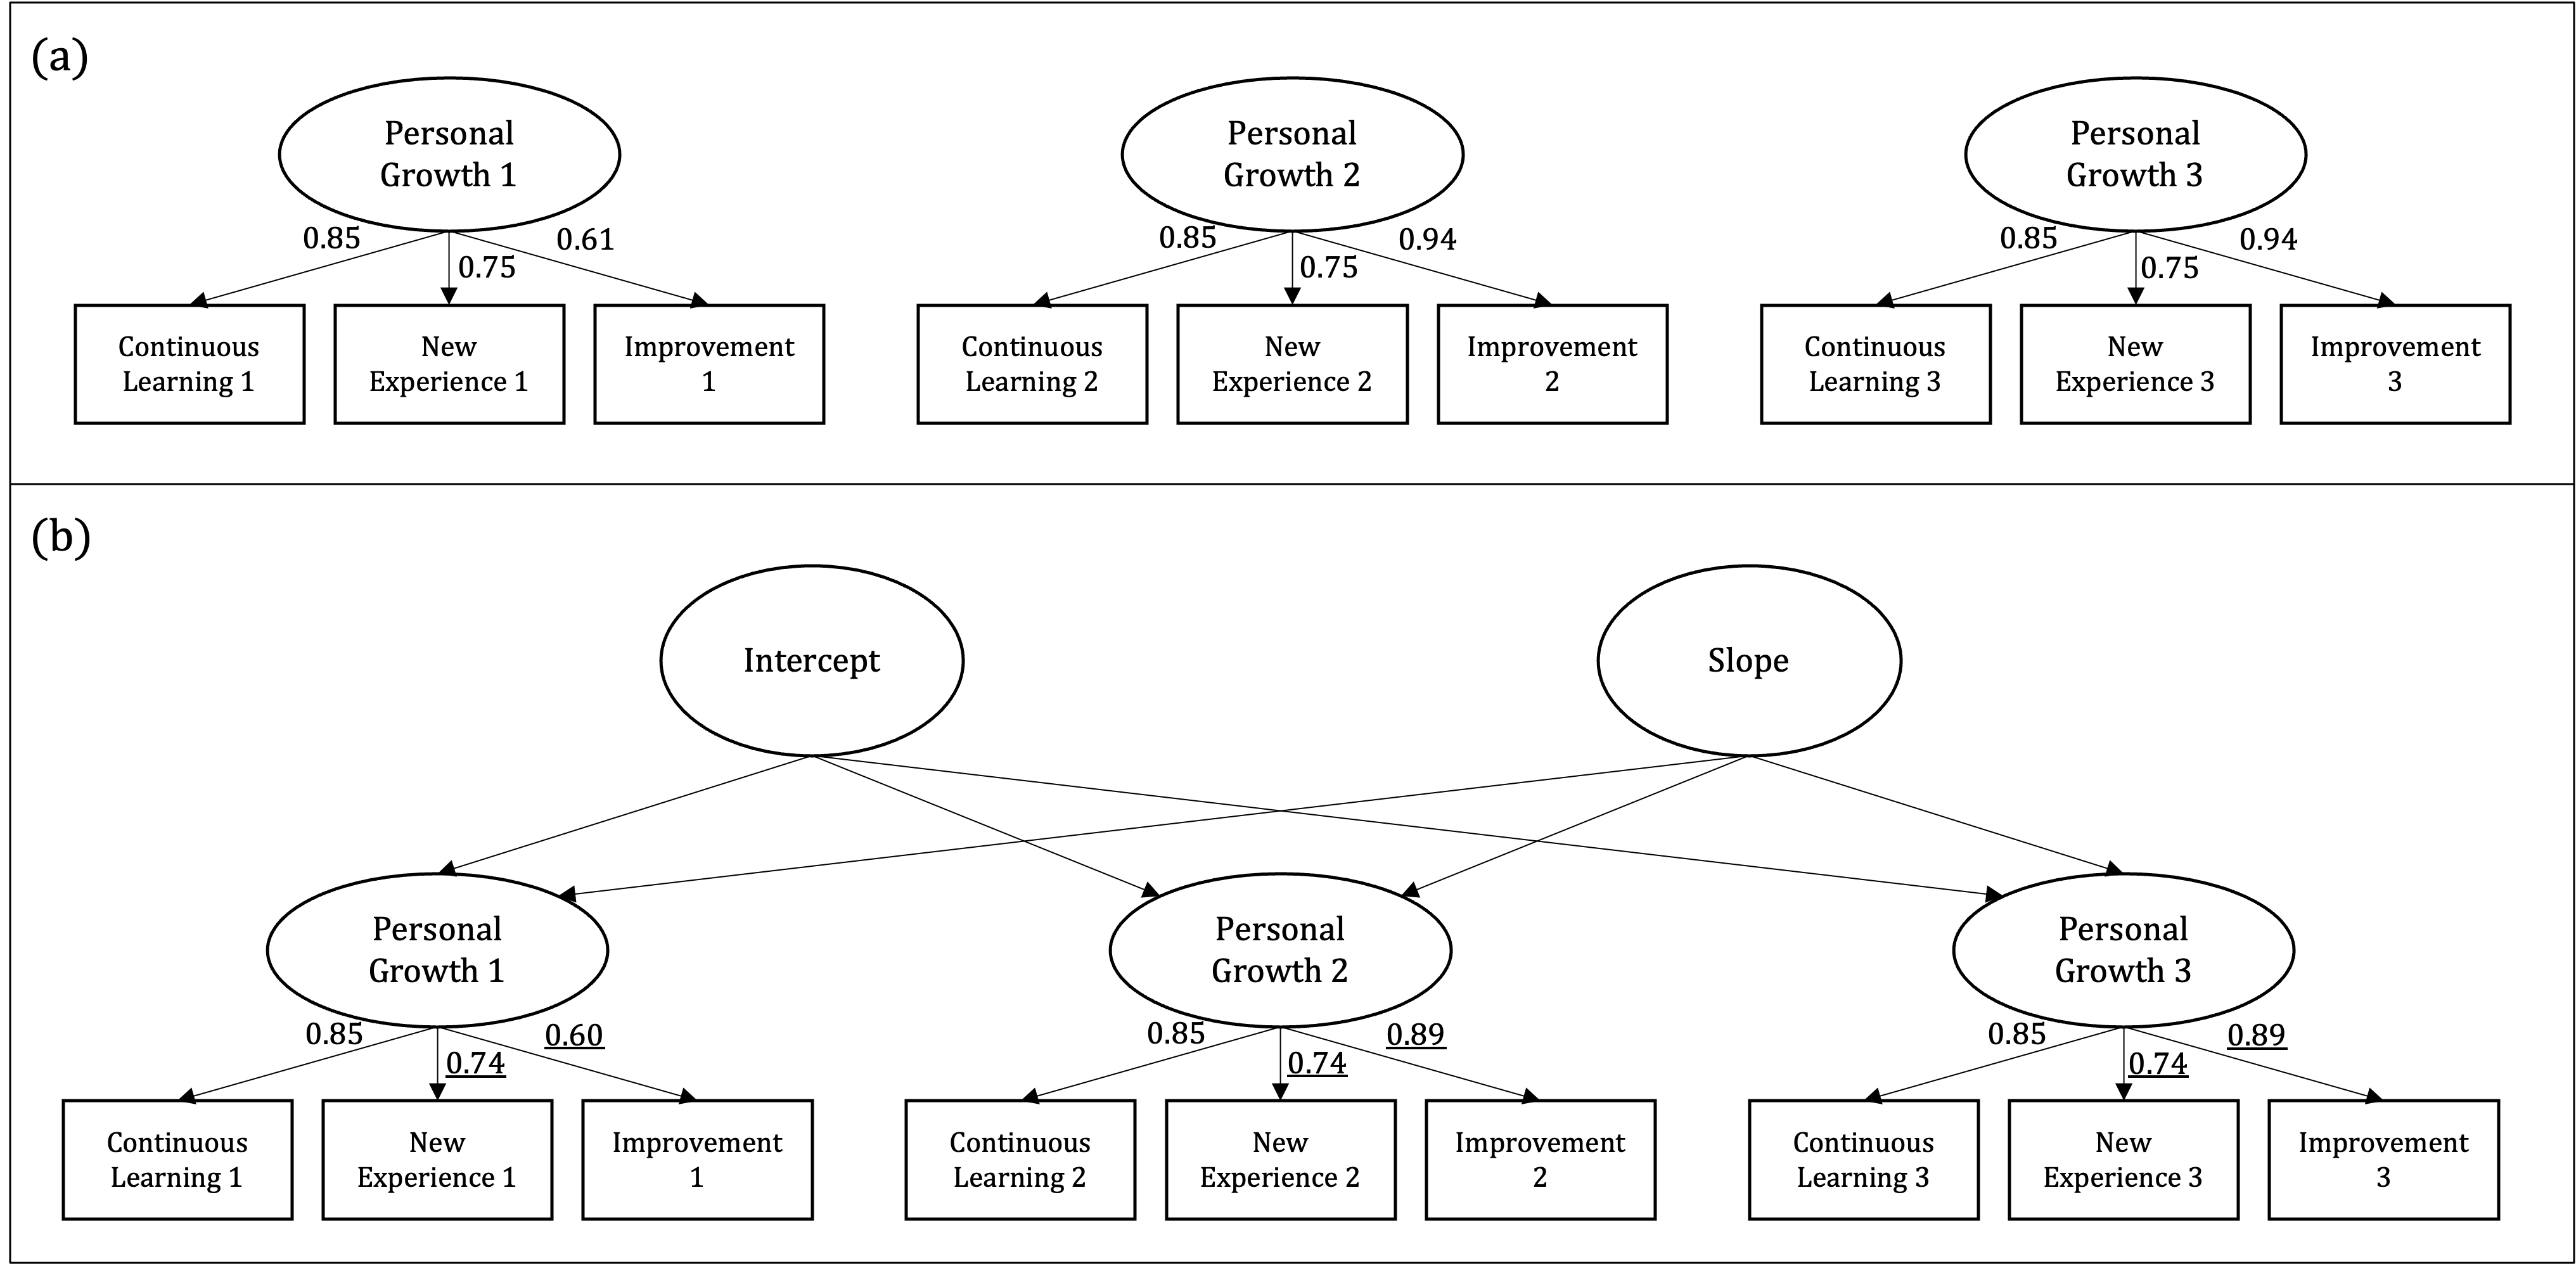 (a)
Personal
Growth 1
Personal
Growth 2
Personal
Growth 3
0.85
0.75
0.61
0.85
0.75
0.94
0.85
0.75
0.94
Continuous
Learning 1
New
Experience 1
Improvement
1
Continuous
Learning 2
New
Experience 2
Improvement
2
Continuous
Learning 3
New
Experience 3
Improvement
3
(b)
Intercept
Slope
Personal
Growth 1
Personal
Growth 2
Personal
Growth 3
0.85
0.74
0.60
0.85
0.74
0.89
0.85
0.74
0.89
Continuous
Learning 1
New
Experience 1
Improvement
1
Continuous
Learning 2
New
Experience 2
Improvement
2
Continuous
Learning 3
New
Experience 3
Improvement
3